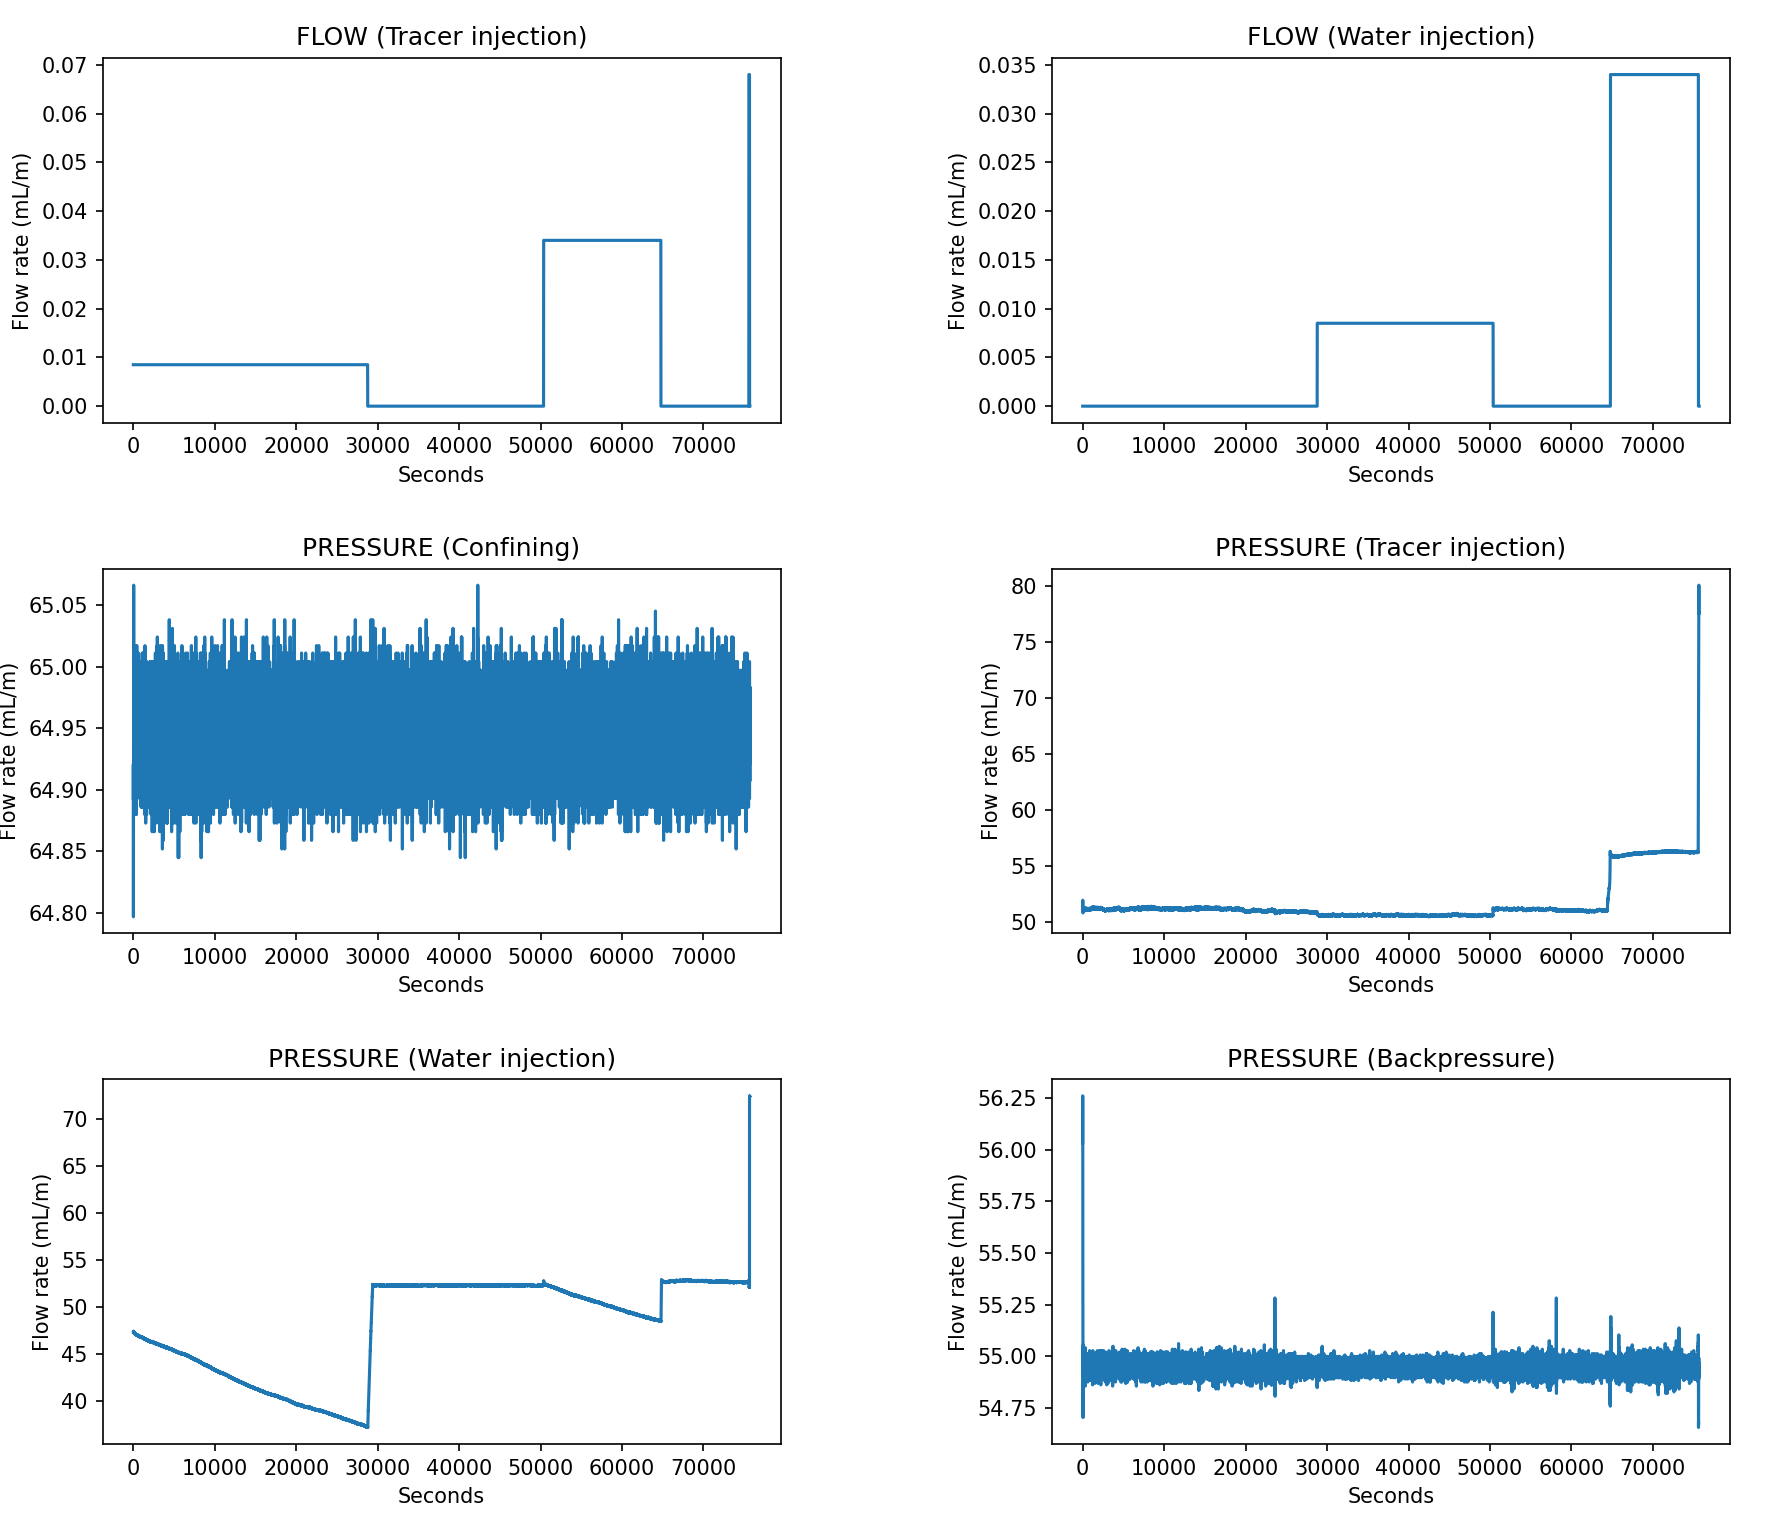 FLOW (Tracer injection)
0.07
0.06
0.05
0.04
0.03
0.02
0.01
0.00
Flow rate (mL/m)
0 10000 20000 30000 40000 50000 60000 70000
Seconds
FLOW (Water injection)
0.035
0.030
0.025
0.020
0.015
0.010
0.005
0.000
Flow rate (mL/m)
0 10000 20000 30000 40000 50000 60000 70000
Seconds
PRESSURE (Confining)
65.05
65.00
64.95
64.90
64.85
64.80
Flow rate (mL/m)
0 10000 20000 30000 40000 50000 60000 70000
Seconds
PRESSURE (Tracer injection)
80
75
70
65
60
55
50
Flow rate (mL/m)
0 10000 20000 30000 40000 50000 60000 70000
Seconds
PRESSURE (Water injection)
70
65
60
55
50
45
40
Flow rate (mL/m)
0 10000 20000 30000 40000 50000 60000 70000
Seconds
PRESSURE (Backpressure)
56.25
56.00
55.75
55.50
55.25
55.00
54.75
Flow rate (mL/m)
0 10000 20000 30000 40000 50000 60000 70000
Seconds